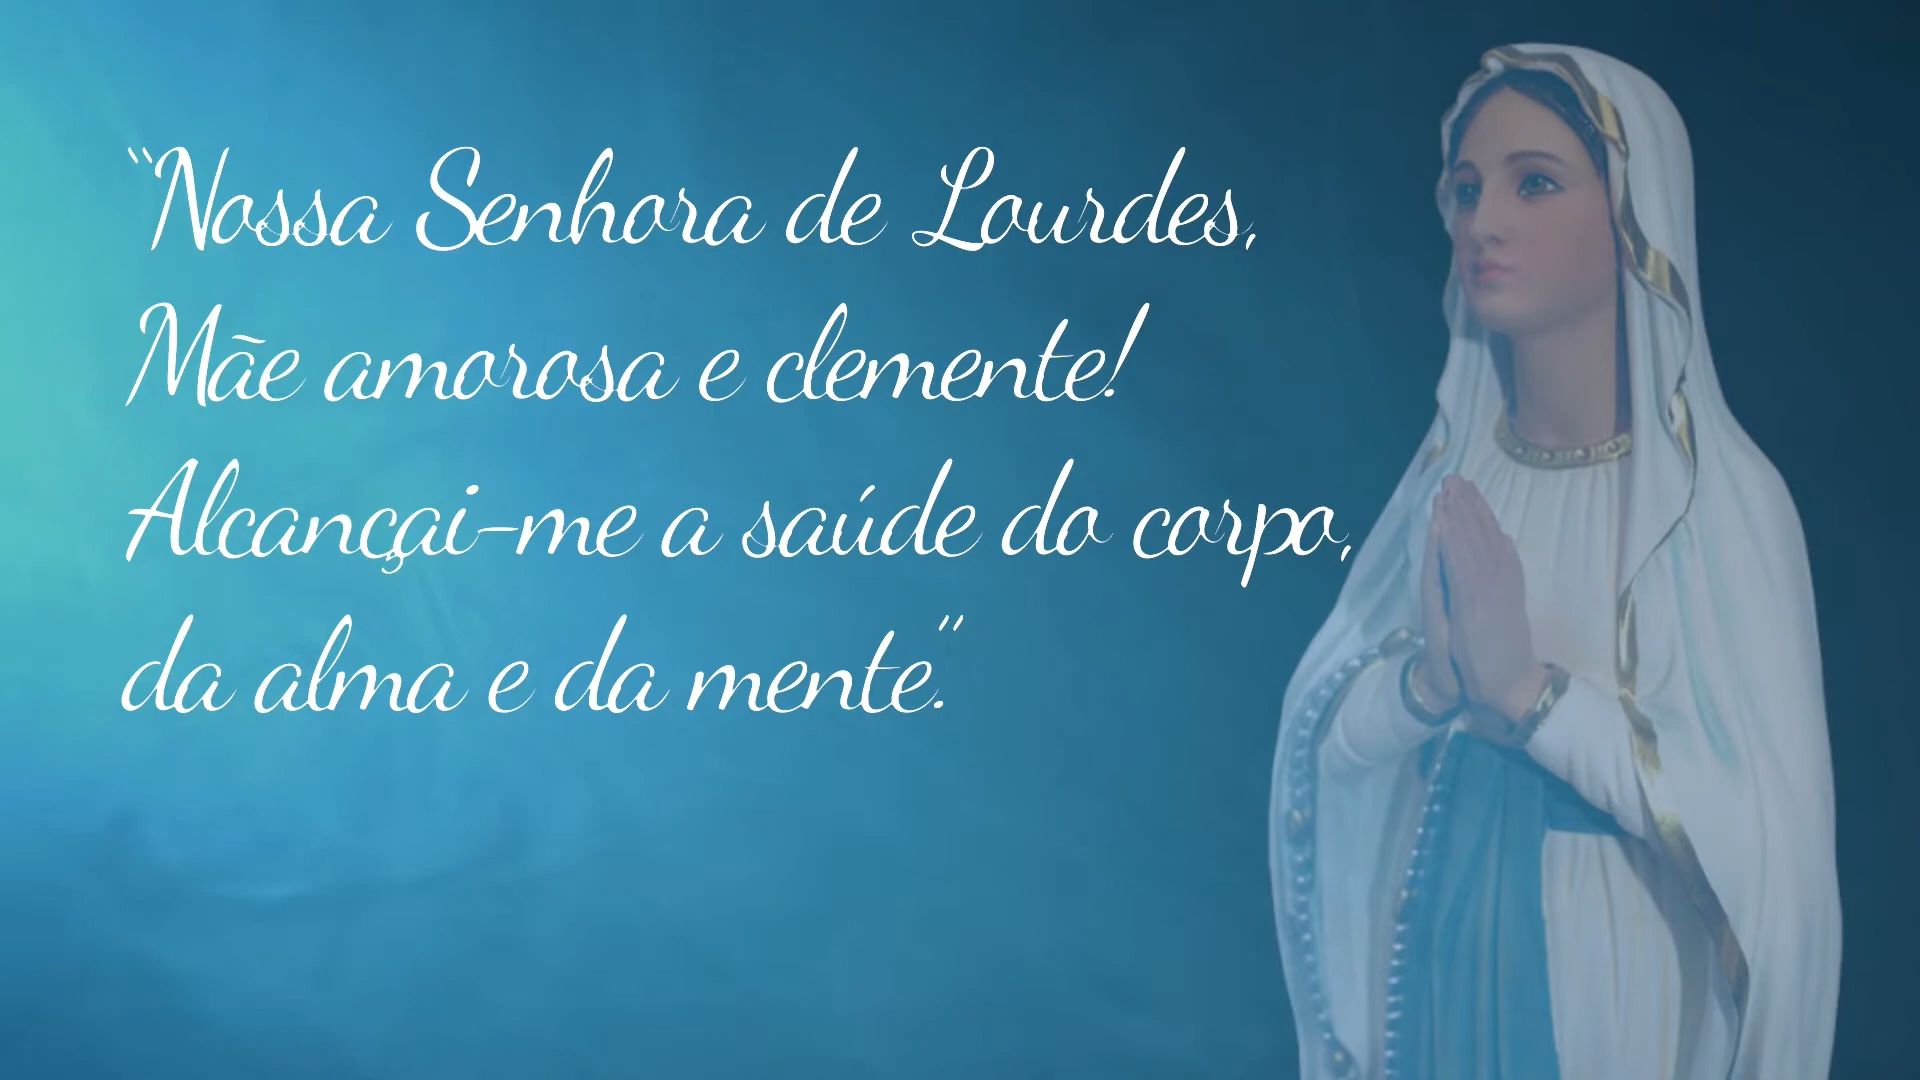 “Nossa Senhora de Lourdes,
Mãe amorosa e clemente!
Alcançai-me a saúde do corpo,
da alma e da mente.”